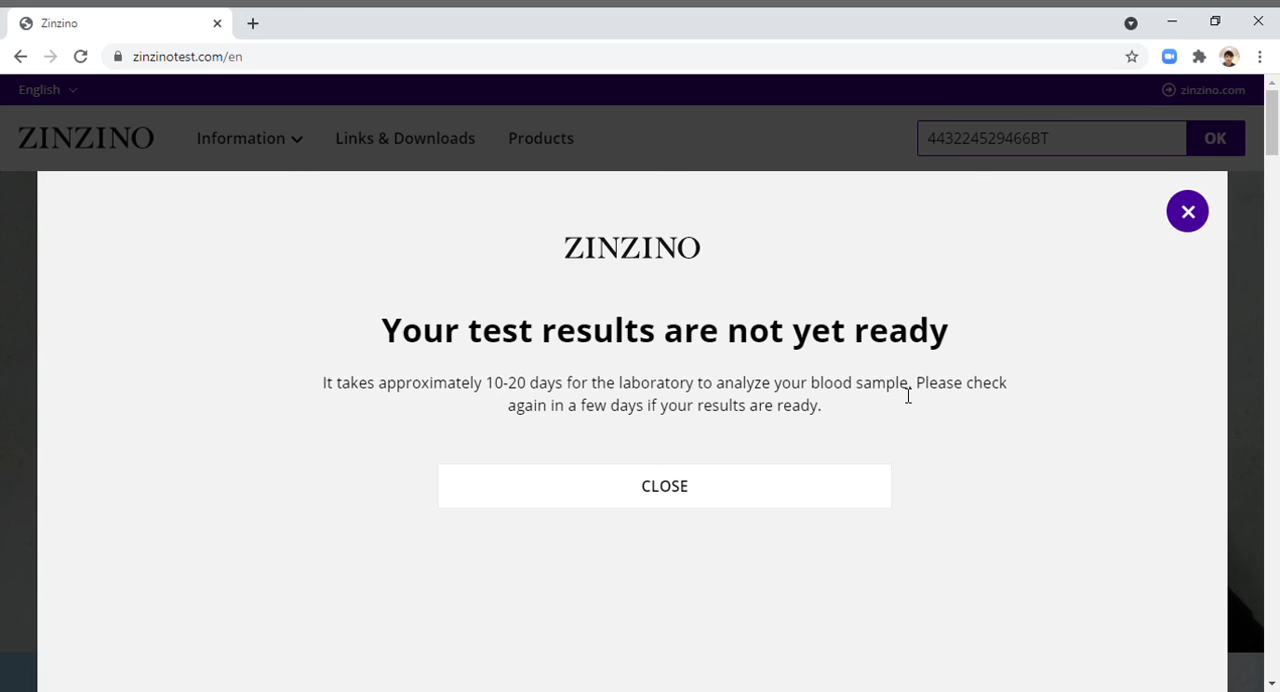 Zinzino
zinzinotest.com/en
English
zinzino.com
ZINZINO
Information
Links & Downloads
Products
443224529466BT
OK
ZINZINO
Your test results are not yet ready
It takes approximately 10-20 days for the laboratory to analyze your blood sample. Please check
again in a few days if your results are ready.
CLOSE